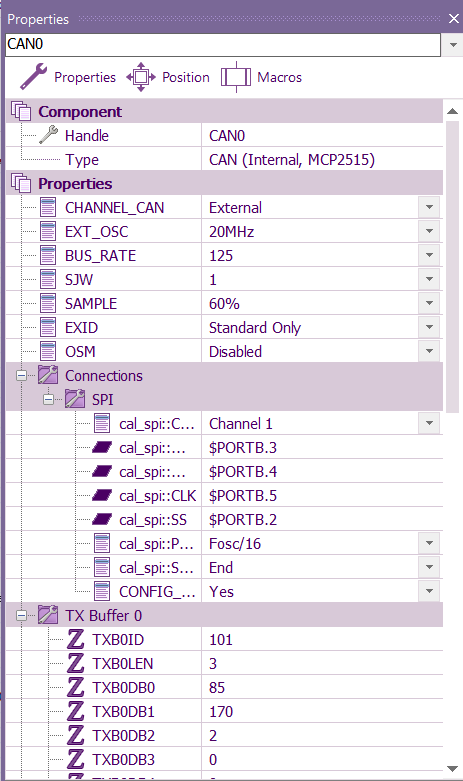 Properties
CAN0
Properties Position Macros
Component
Handle CAN0
Type CAN (Internal, MCP2515)
Properties
CHANNEL_CAN External
EXT_OSC 20MHz
BUS_RATE 125
SJW 1
SAMPLE 60%
EXID Standard Only
OSM Disabled
Connections
SPI
cal_spi::C... Channel 1
cal_spi::... $PORTB.3
cal_spi::... $PORTB.4
cal_spi::CLK $PORTB.5
cal_spi::SS $PORTB.2
cal_spi::P... Fosc/16
cal_spi::S... End
CONFIG_... Yes
TX Buffer 0
TXB0ID 101
TXB0LEN 3
TXB0DB0 85
TXB0DB1 170
TXB0DB2 2
TXB0DB3 0